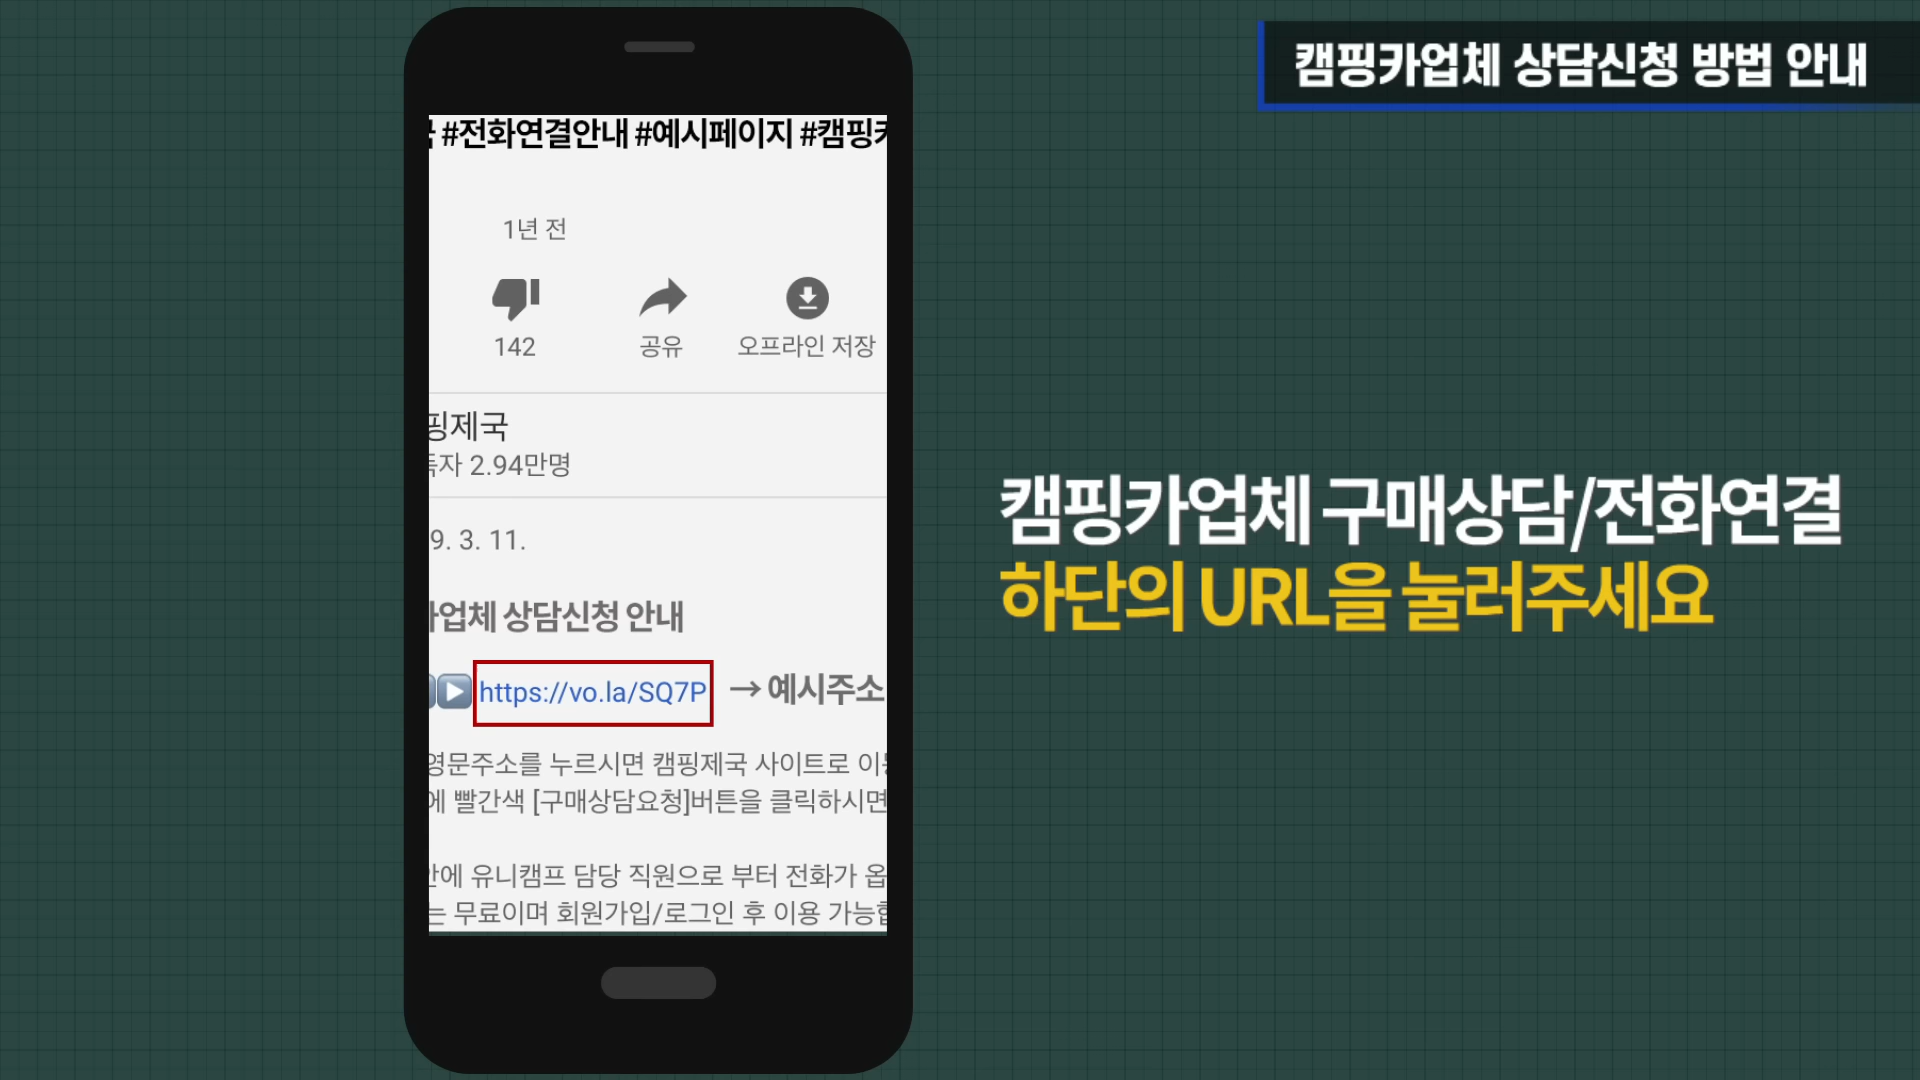 캠핑카업체 상담신청 방법 안내
#전화연결안내 #예시페이지 #캠핑카
1년 전
142
공유
오프라인 저장
핑제국
독자 2.94만명
9. 3. 11.
업체 상담신청 안내
https://vo.la/SQ7P → 예시주소
영문주소를 누르시면 캠핑제국 사이트로
에 빨간색 [구매상담요청]버튼을 클릭하시면
안에 유니캠프 담당 직원으로 부터 전화가
는 무료이며 회원가입/로그인 후 이용
캠핑카업체 구매상담/전화연결
하단의 URL을 눌러주세요